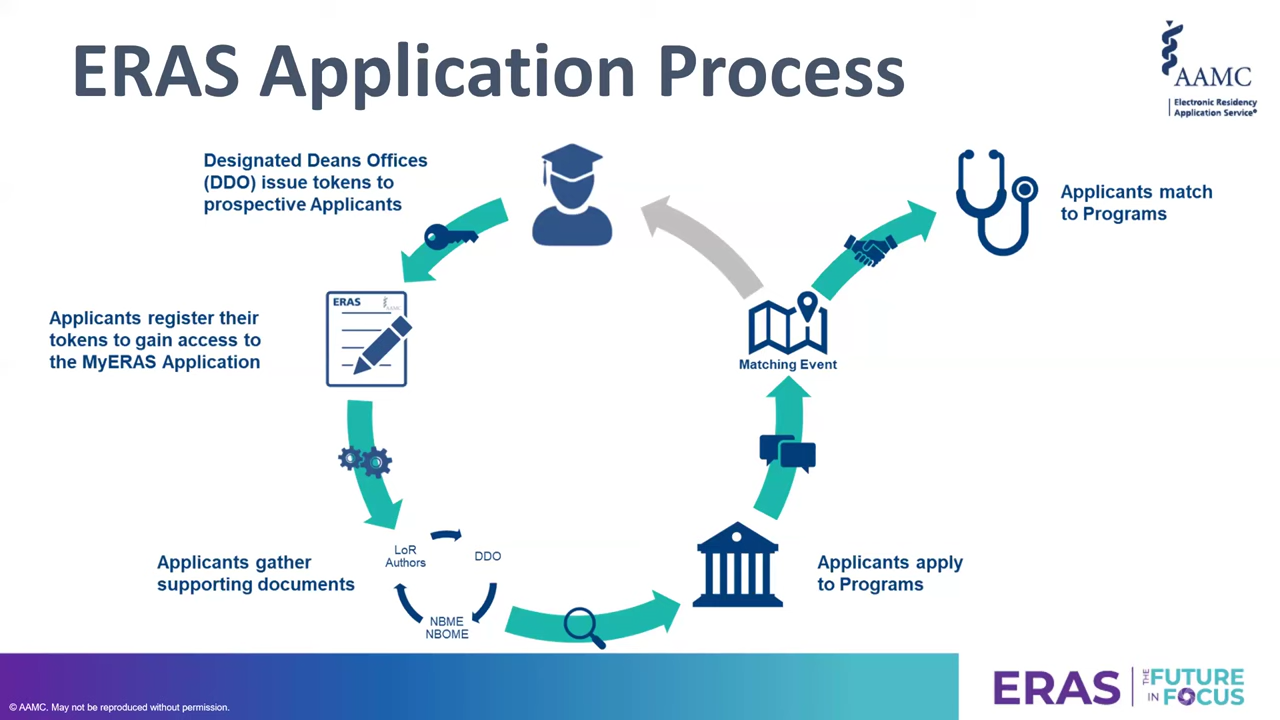 ERAS Application Process
AAMC
Electronic Residency
Application Service®
Designated Deans Offices
(DDO) issue tokens to
prospective Applicants
Applicants match
to Programs
ERAS
AAMC
Applicants register their
tokens to gain access to
the MyERAS Application
Matching Event
Applicants gather
supporting documents
LoR
Authors
DDO
NBME
NBOME
Applicants apply
to Programs
© AAMC. May not be reproduced without permission.
ERAS
THE FUTURE
IN FOCUS